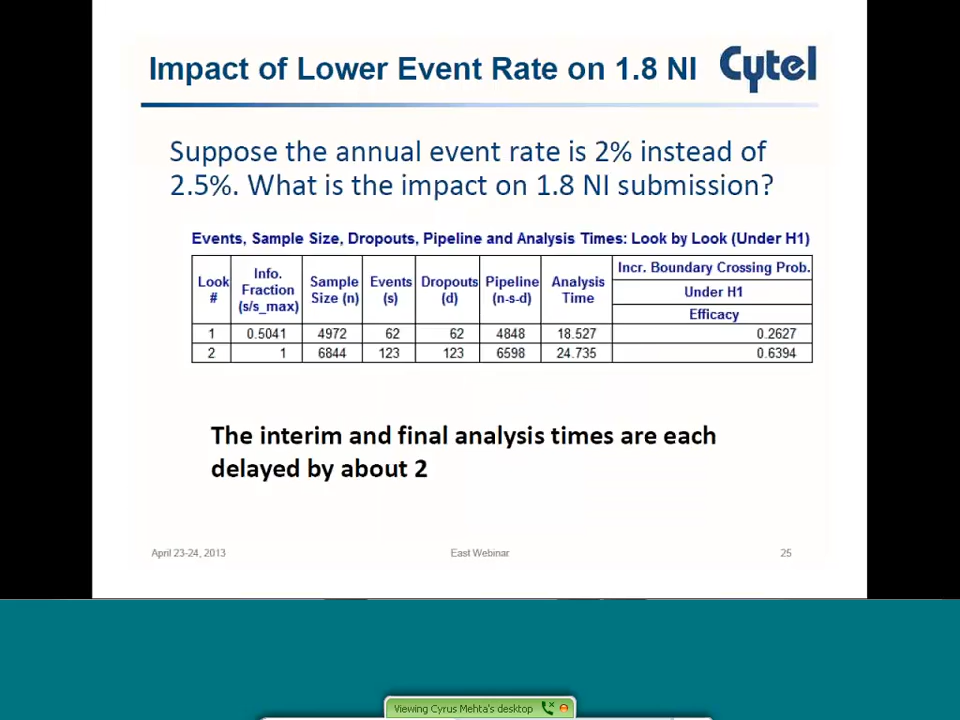 Impact of Lower Event Rate on 1.8 NI
Cytel
Suppose the annual event rate is 2% instead of
2.5%. What is the impact on 1.8 NI submission?
Events, Sample Size, Dropouts, Pipeline and Analysis Times: Look by Look (Under H1)
Look # Info. Fraction (s/s_max) Sample Size (n) Events (s) Dropouts (d) Pipeline (n-s-d) Analysis Time Incr. Boundary Crossing Prob.
Under H1
Efficacy
1 0.5041 4972 62 62 4848 18.527 0.2627
2 1 6844 123 123 6598 24.735 0.6394
The interim and final analysis times are each
delayed by about 2
April 23-24, 2013 East Webinar 25
Viewing Cyrus Mehta's desktop